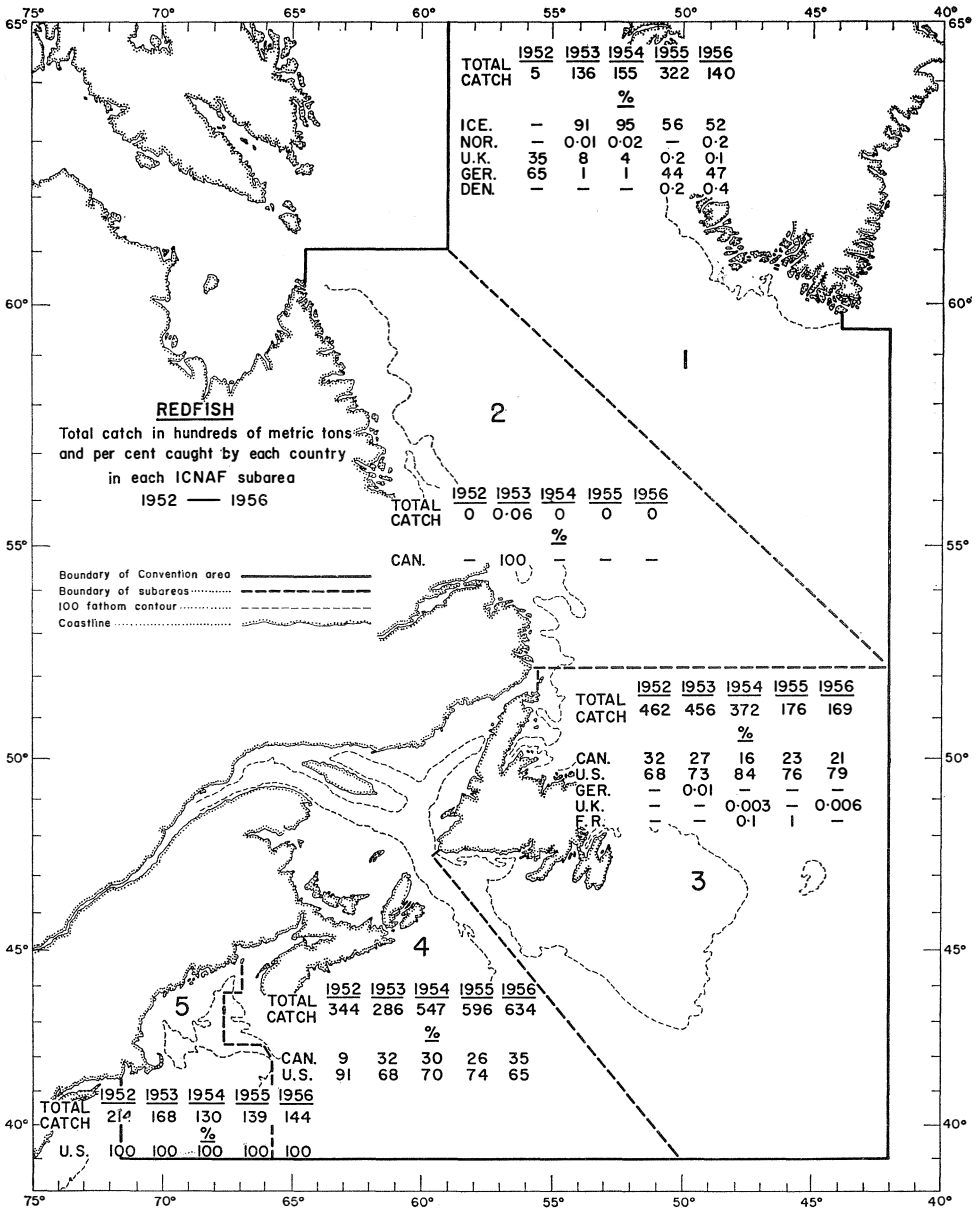 75° 70° 65° 60° 55° 50° 45° 40°
65° 65°
1952 1953 1954 1955 1956
TOTAL CATCH 5 136 155 322 140
%
ICE. — 91 95 56 52
NOR. — 0·01 0·02 — 0·2
U.K. 35 8 4 0·2 0·1
GER. 65 1 1 44 47
DEN. — — — 0·2 0·4
60° 60°
1
2
REDFISH
Total catch in hundreds of metric tons
and per cent caught by each country
in each ICNAF subarea
1952 — 1956
1952 1953 1954 1955 1956
TOTAL CATCH 0 0·06 0 0 0
%
CAN. — 100 — — —
55° 55°
Boundary of Convention area
Boundary of subareas
100 fathom contour
Coastline
1952 1953 1954 1955 1956
TOTAL CATCH 462 456 372 176 169
%
CAN. 32 27 16 23 21
U.S. 68 73 84 76 79
GER. — 0·01 — — —
U.K. — — 0·003 — 0·006
F.R. — — 0·1 1 —
50° 50°
3
45° 45°
4
5
1952 1953 1954 1955 1956
TOTAL CATCH 344 286 547 596 634
%
CAN. 9 32 30 26 35
U.S. 91 68 70 74 65
1952 1953 1954 1955 1956
TOTAL CATCH 214 168 130 139 144
%
U.S. 100 100 100 100 100
40° 40°
75° 70° 65° 60° 55° 50° 45° 40°